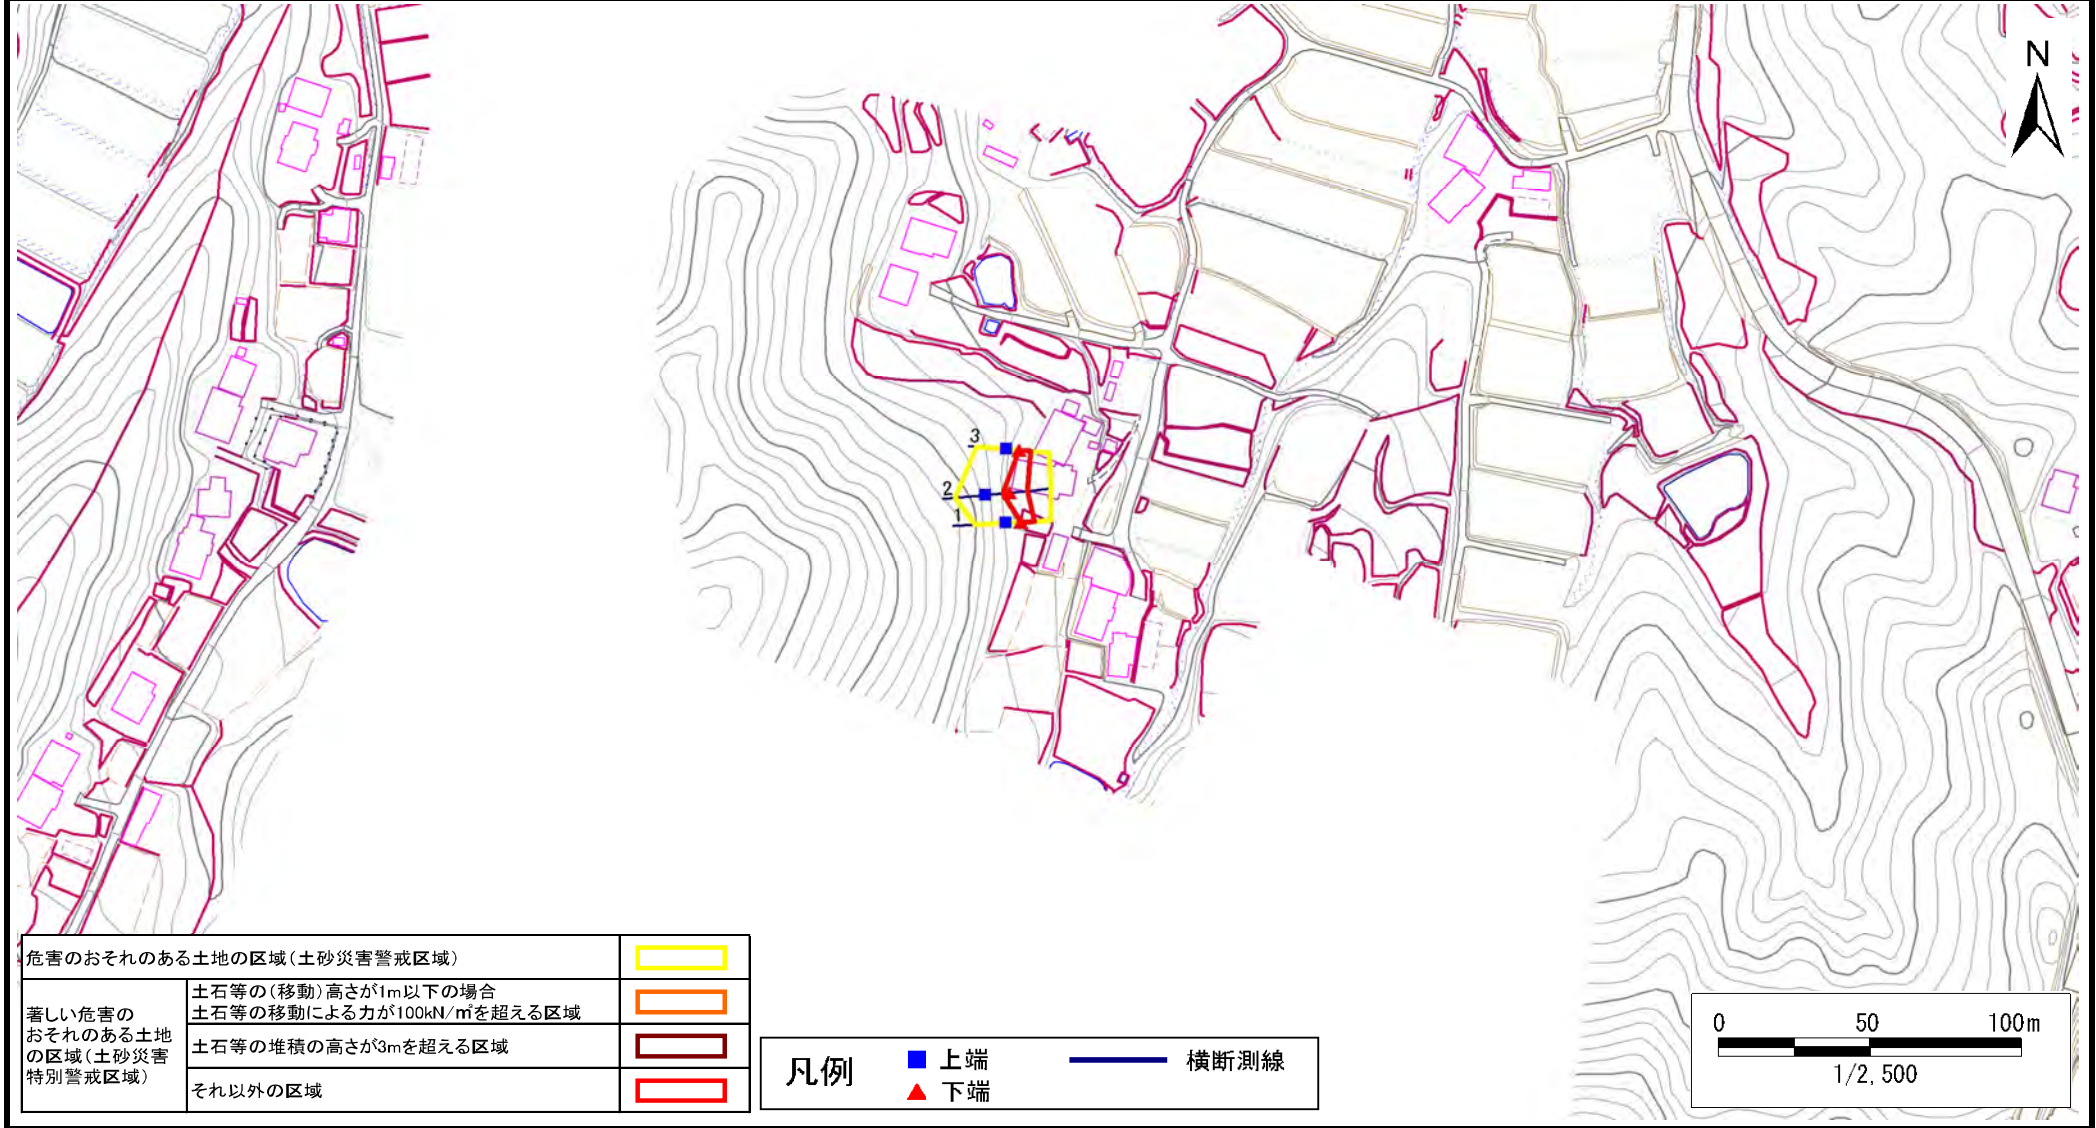 N
3
2
1
危害のおそれのある土地の区域(土砂災害警戒区域)
著しい危害の
おそれのある土地
の区域(土砂災害
特別警戒区域)
土石等の(移動)高さが1m以下の場合
土石等の移動による力が100kN/㎡を超える区域
土石等の堆積の高さが3mを超える区域
それ以外の区域
凡例
上端
下端
横断測線
0 50 100m
1/2,500